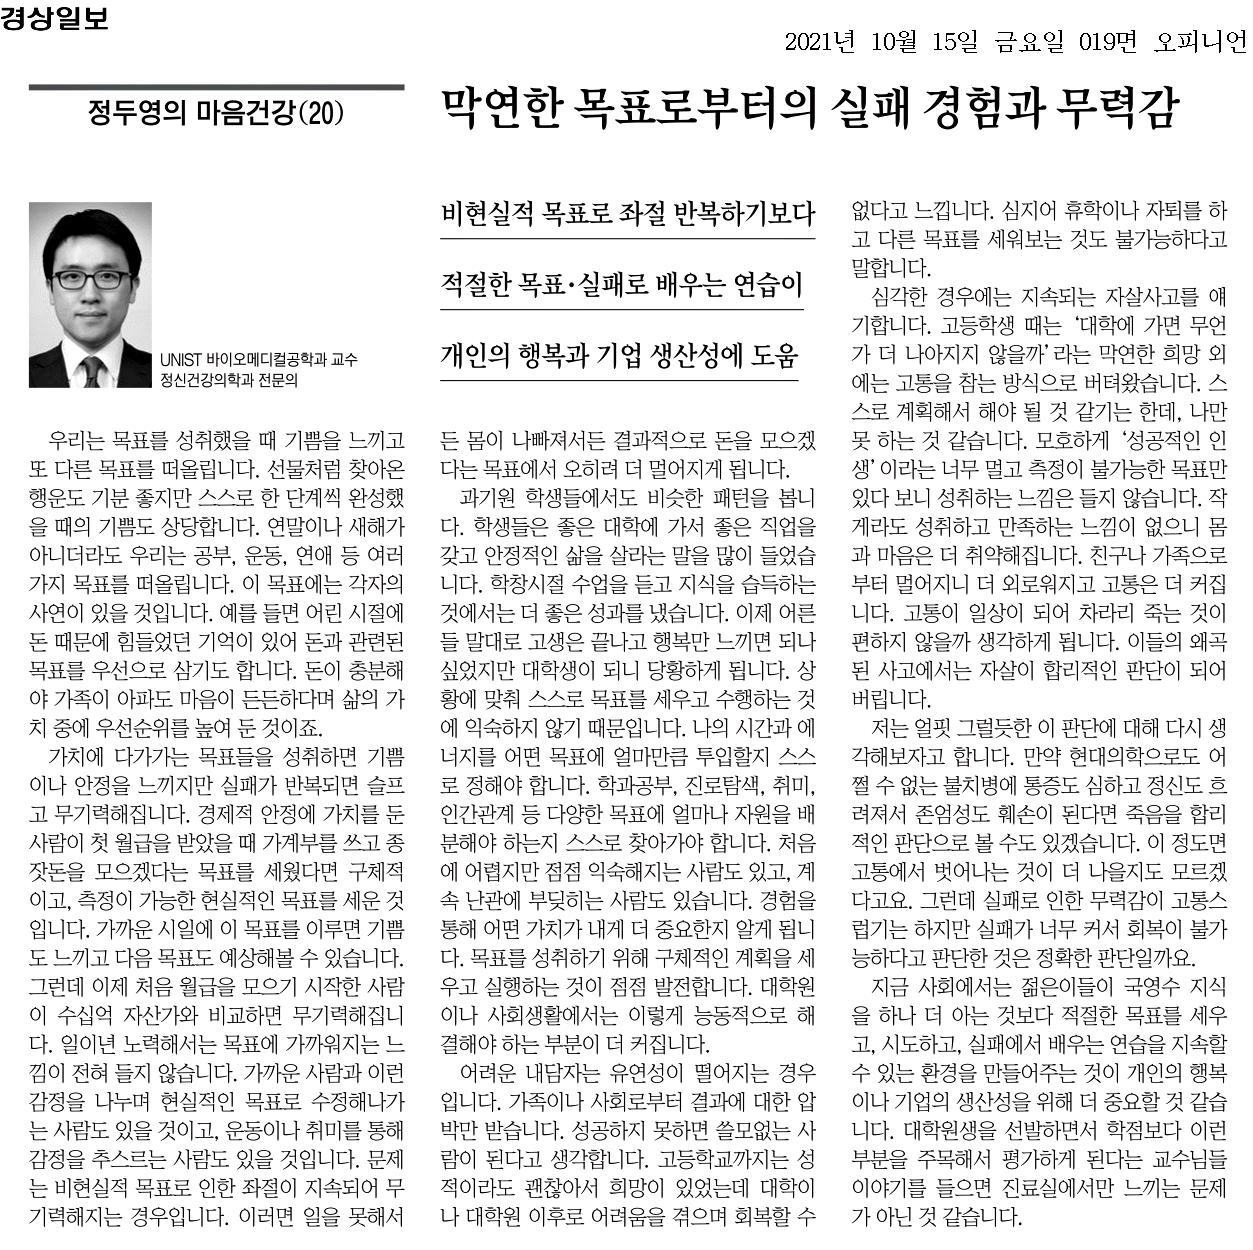 경상일보
2021년 10월 15일 금요일 019면 오피니언
정두영의 마음건강(20)
막연한 목표로부터의 실패 경험과 무력감
UNIST 바이오메디컬공학과 교수
정신건강의학과 전문의
비현실적 목표로 좌절 반복하기보다
적절한 목표·실패로 배우는 연습이
개인의 행복과 기업 생산성에 도움
우리는 목표를 성취했을 때 기쁨을 느끼고
또 다른 목표를 떠올립니다. 선물처럼 찾아온
행운도 기분 좋지만 스스로 한 단계씩 완성했
을 때의 기쁨도 상당합니다. 연말이나 새해가
아니더라도 우리는 공부, 운동, 연애 등 여러
가지 목표를 떠올립니다. 이 목표에는 각자의
사연이 있을 것입니다. 예를 들면 어린 시절에
돈 때문에 힘들었던 기억이 있어 돈과 관련된
목표를 우선으로 삼기도 합니다. 돈이 충분해
야 가족이 아파도 마음이 든든하다며 삶의 가
치 중에 우선순위를 높여 둔 것이죠.
가치에 다가가는 목표들을 성취하면 기쁨
이나 안정을 느끼지만 실패가 반복되면 슬프
고 무기력해집니다. 경제적 안정에 가치를 둔
사람이 첫 월급을 받았을 때 가계부를 쓰고 종
잣돈을 모으겠다는 목표를 세웠다면 구체적
이고, 측정이 가능한 현실적인 목표를 세운 것
입니다. 가까운 시일에 이 목표를 이루면 기쁨
도 느끼고 다음 목표도 예상해볼 수 있습니다.
그런데 이제 처음 월급을 모으기 시작한 사람
이 수십억 자산가와 비교하면 무기력해집니
다. 일이년 노력해서는 목표에 가까워지는 느
낌이 전혀 들지 않습니다. 가까운 사람과 이런
감정을 나누며 현실적인 목표로 수정해나가
는 사람도 있을 것이고, 운동이나 취미를 통해
감정을 추스르는 사람도 있을 것입니다. 문제
는 비현실적 목표로 인한 좌절이 지속되어 무
기력해지는 경우입니다. 이러면 일을 못해서
든 몸이 나빠져서든 결과적으로 돈을 모으겠
다는 목표에서 오히려 더 멀어지게 됩니다.
과기원 학생들에서도 비슷한 패턴을 봅니
다. 학생들은 좋은 대학에 가서 좋은 직업을
갖고 안정적인 삶을 살라는 말을 많이 들었습
니다. 학창시절 수업을 듣고 지식을 습득하는
것에서는 더 좋은 성과를 냈습니다. 이제 어른
들 말대로 고생은 끝나고 행복만 느끼면 되나
싶었지만 대학생이 되니 당황하게 됩니다. 상
황에 맞춰 스스로 목표를 세우고 수행하는 것
에 익숙하지 않기 때문입니다. 나의 시간과 에
너지를 어떤 목표에 얼마만큼 투입할지 스스
로 정해야 합니다. 학과공부, 진로탐색, 취미,
인간관계 등 다양한 목표에 얼마나 자원을 배
분해야 하는지 스스로 찾아가야 합니다. 처음
에 어렵지만 점점 익숙해지는 사람도 있고, 계
속 난관에 부딪히는 사람도 있습니다. 경험을
통해 어떤 가치가 내게 더 중요한지 알게 됩니
다. 목표를 성취하기 위해 구체적인 계획을 세
우고 실행하는 것이 점점 발전합니다. 대학원
이나 사회생활에서는 이렇게 능동적으로 해
결해야 하는 부분이 더 커집니다.
어려운 내담자는 유연성이 떨어지는 경우
입니다. 가족이나 사회로부터 결과에 대한 압
박만 받습니다. 성공하지 못하면 쓸모없는 사
람이 된다고 생각합니다. 고등학교까지는 성
적이라도 괜찮아서 희망이 있었는데 대학이
나 대학원 이후로 어려움을 겪으며 회복할 수
없다고 느낍니다. 심지어 휴학이나 자퇴를 하
고 다른 목표를 세워보는 것도 불가능하다고
말합니다.
심각한 경우에는 지속되는 자살사고를 얘
기합니다. 고등학생 때는 ‘대학에 가면 무언
가 더 나아지지 않을까’라는 막연한 희망 외
에는 고통을 참는 방식으로 버텨왔습니다. 스
스로 계획해서 해야 될 것 같기는 한데, 나만
못 하는 것 같습니다. 모호하게 ‘성공적인 인
생’이라는 너무 멀고 측정이 불가능한 목표만
있다 보니 성취하는 느낌은 들지 않습니다. 작
게라도 성취하고 만족하는 느낌이 없으니 몸
과 마음은 더 취약해집니다. 친구나 가족으로
부터 멀어지니 더 외로워지고 고통은 더 커집
니다. 고통이 일상이 되어 차라리 죽는 것이
편하지 않을까 생각하게 됩니다. 이들의 왜곡
된 사고에서는 자살이 합리적인 판단이 되어
버립니다.
저는 얼핏 그럴듯한 이 판단에 대해 다시 생
각해보자고 합니다. 만약 현대의학으로도 어
쩔 수 없는 불치병에 통증도 심하고 정신도 흐
려져서 존엄성도 훼손이 된다면 죽음을 합리
적인 판단으로 볼 수도 있겠습니다. 이 정도면
고통에서 벗어나는 것이 더 나을지도 모르겠
다고요. 그런데 실패로 인한 무력감이 고통스
럽기는 하지만 실패가 너무 커서 회복이 불가
능하다고 판단한 것은 정확한 판단일까요.
지금 사회에서는 젊은이들이 국영수 지식
을 하나 더 아는 것보다 적절한 목표를 세우
고, 시도하고, 실패에서 배우는 연습을 지속할
수 있는 환경을 만들어주는 것이 개인의 행복
이나 기업의 생산성을 위해 더 중요할 것 같습
니다. 대학원생을 선발하면서 학점보다 이런
부분을 주목해서 평가하게 된다는 교수님들
이야기를 들으면 진료실에서만 느끼는 문제
가 아닌 것 같습니다.